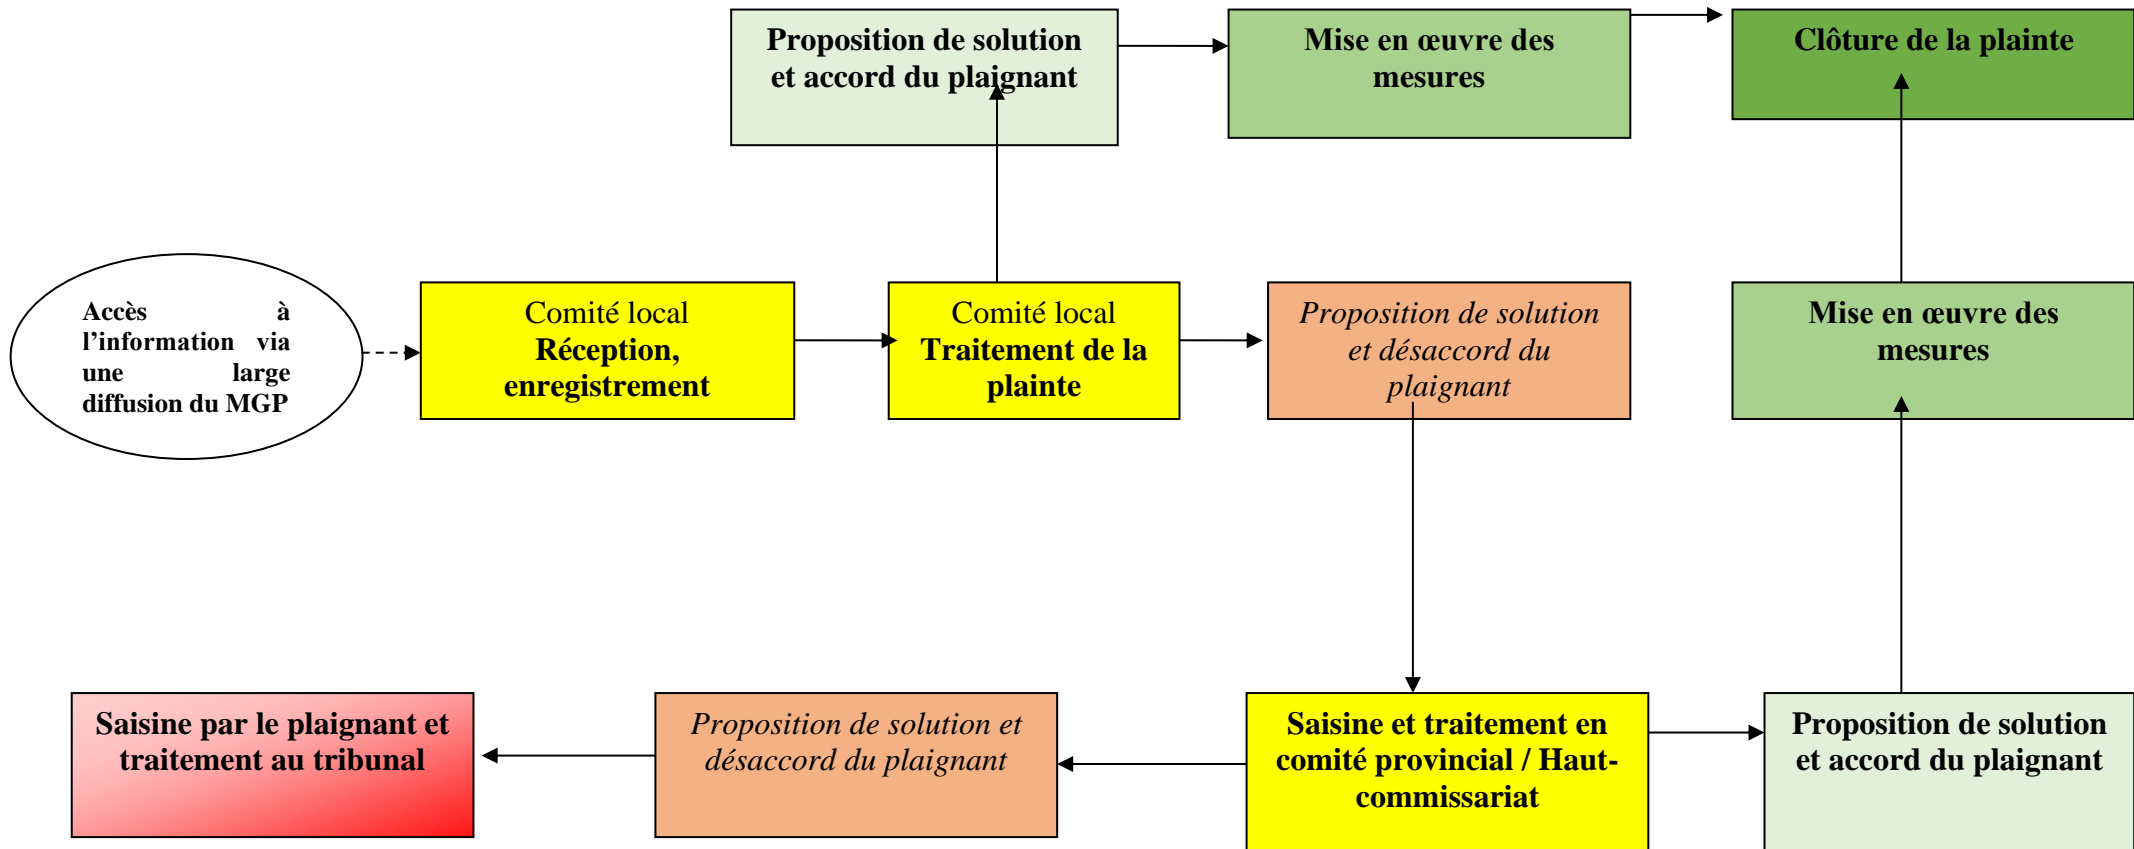 Proposition de solution
et accord du plaignant
Mise en œuvre des
mesures
Clôture de la plainte
Accès à
l’information via
une large
diffusion du MGP
Comité local
Réception,
enregistrement
Comité local
Traitement de la
plainte
Proposition de solution
et désaccord du
plaignant
Mise en œuvre des
mesures
Saisine par le plaignant et
traitement au tribunal
Proposition de solution et
désaccord du plaignant
Saisine et traitement en
comité provincial / Haut-
commissariat
Proposition de solution
et accord du plaignant